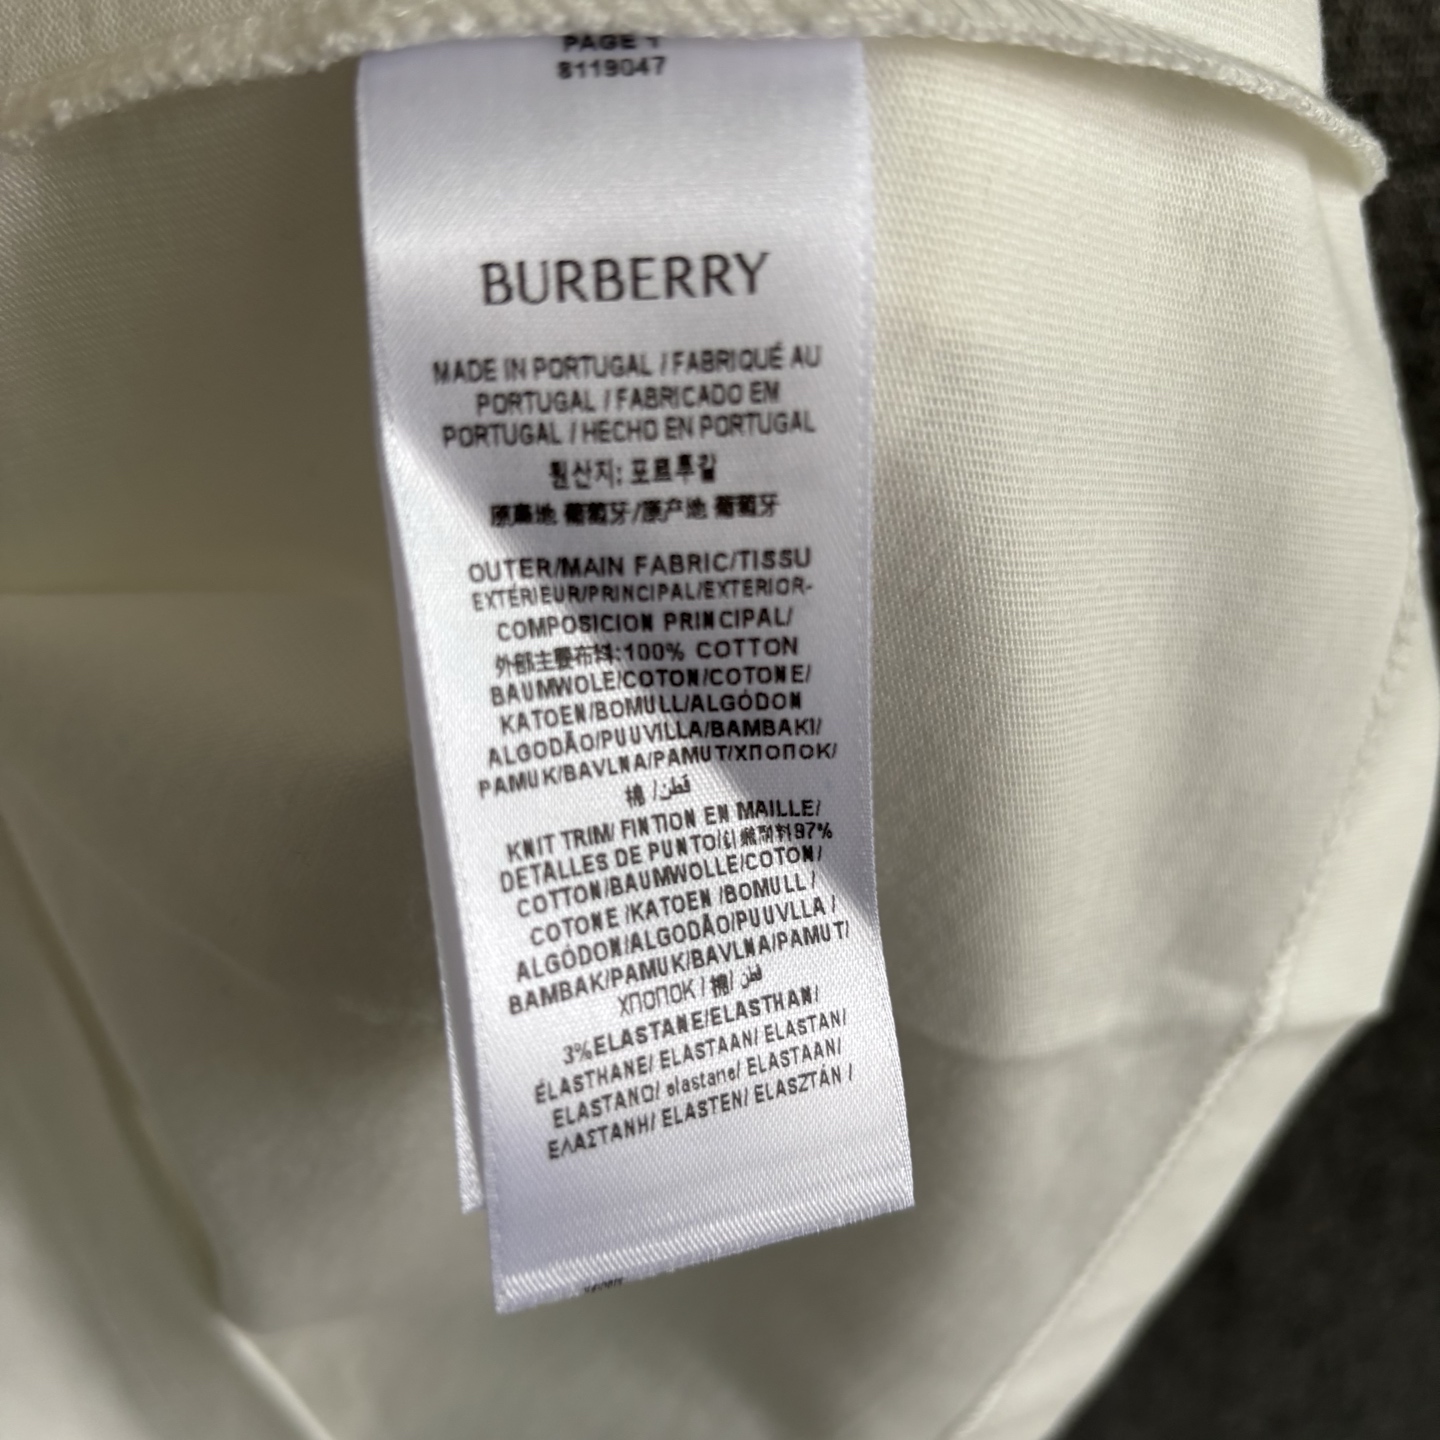 PAGE 1
8119047
BURBERRY
MADE IN PORTUGAL / FABRIQUÉ AU
PORTUGAL / FABRICADO EM
PORTUGAL / HECHO EN PORTUGAL
원산지: 포르투갈
原產地 葡萄牙/原产地 葡萄牙
OUTER/MAIN FABRIC/TISSU
EXTÉRIEUR/PRINCIPAL/EXTERIOR-
COMPOSICION PRINCIPAL/
外部主要布料:100% COTTON
BAUMWOLE/COTON/COTONE/
KATOEN/BOMULL/ALGÓDON
ALGODÃO/PUUVILLA/BAMBAKI/
PAMUK/BAVLNA/PAMUT/ХПОПОК/
棉 /قطن
KNIT TRIM/ FINTION EN MAILLE/
DETALLES DE PUNTO/ 97%
COTTON/BAUMWOLLE/COTON/
COTONE /KATOEN /BOMULL /
ALGÓDON/ALGODÃO/PUUVLLA /
BAMBAK/PAMUK/BAVLNA/PAMUT/
ХПОПОК / 棉/ قطن
3%ELASTANE/ELASTHAN/
ÉLASTHANE/ ELASTAAN/ ELASTAN/
ELASTANO/ elastane/ ELASTAAN/
ΕΛΑΣΤΑΝΗ/ ELASTEN/ ELASZTÁN /